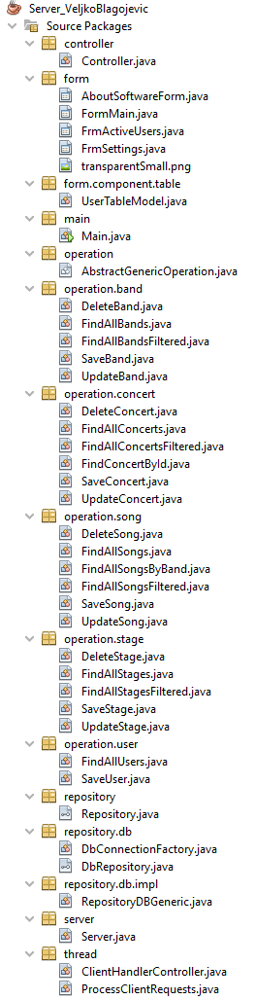 Server_VeljkoBlagojevic
Source Packages
controller
Controller.java
form
AboutSoftwareForm.java
FormMain.java
FrmActiveUsers.java
FrmSettings.java
transparentSmall.png
form.component.table
UserTableModel.java
main
Main.java
operation
AbstractGenericOperation.java
operation.band
DeleteBand.java
FindAllBands.java
FindAllBandsFiltered.java
SaveBand.java
UpdateBand.java
operation.concert
DeleteConcert.java
FindAllConcerts.java
FindAllConcertsFiltered.java
FindConcertById.java
SaveConcert.java
UpdateConcert.java
operation.song
DeleteSong.java
FindAllSongs.java
FindAllSongsByBand.java
FindAllSongsFiltered.java
SaveSong.java
UpdateSong.java
operation.stage
DeleteStage.java
FindAllStages.java
FindAllStagesFiltered.java
SaveStage.java
UpdateStage.java
operation.user
FindAllUsers.java
SaveUser.java
repository
Repository.java
repository.db
DbConnectionFactory.java
DbRepository.java
repository.db.impl
RepositoryDBGeneric.java
server
Server.java
thread
ClientHandlerController.java
ProcessClientRequests.java